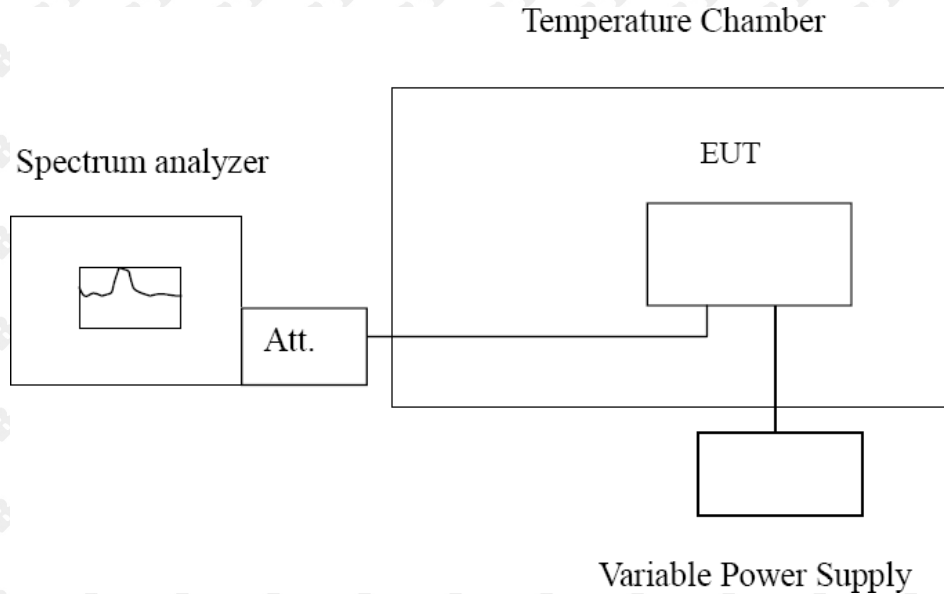 Temperature Chamber
EUT
Spectrum analyzer
Att.
Variable Power Supply